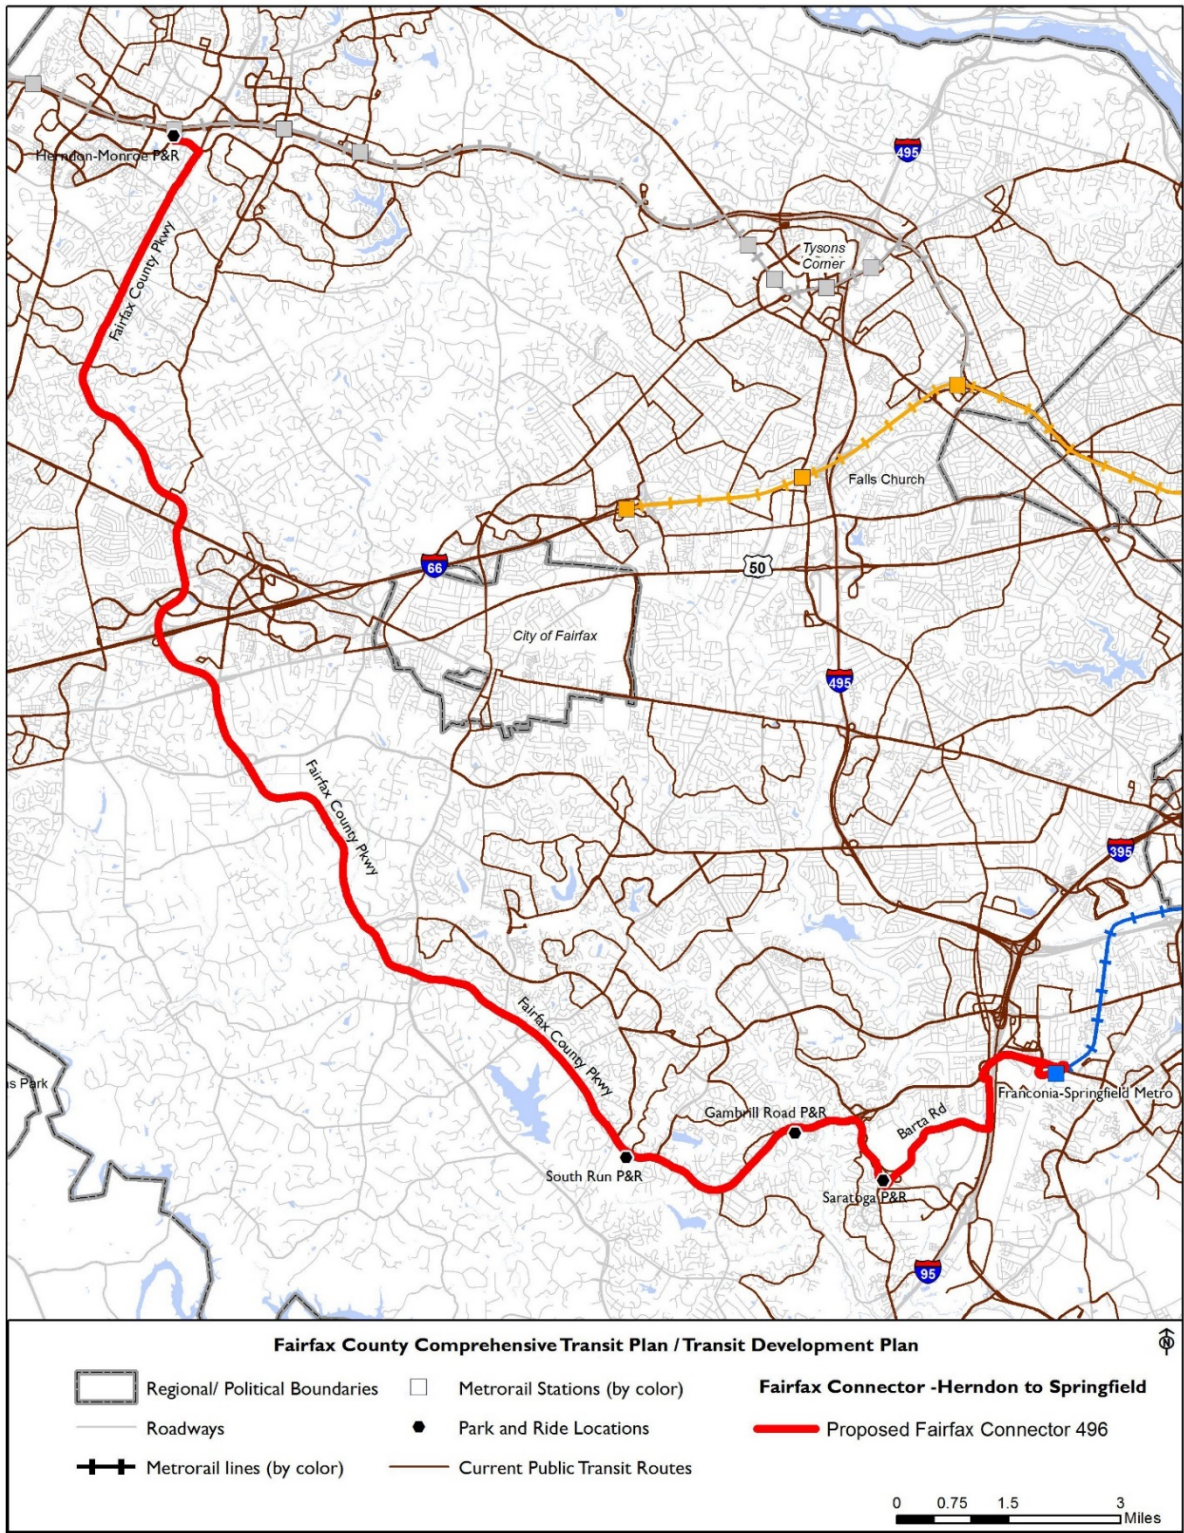 495
Herndon-Monroe P&R
Tysons
Corner
Fairfax County Pkwy
Falls Church
66
50
City of Fairfax
495
Fairfax County Pkwy
395
Fairfax County Pkwy
as Park
Franconia-Springfield Metro
Gambrill Road P&R
Barta Rd
South Run P&R
Saratoga P&R
95
Fairfax County Comprehensive Transit Plan / Transit Development Plan
N
Regional/ Political Boundaries
Metrorail Stations (by color)
Fairfax Connector -Herndon to Springfield
Roadways
Park and Ride Locations
Proposed Fairfax Connector 496
Metrorail lines (by color)
Current Public Transit Routes
0 0.75 1.5 3
Miles